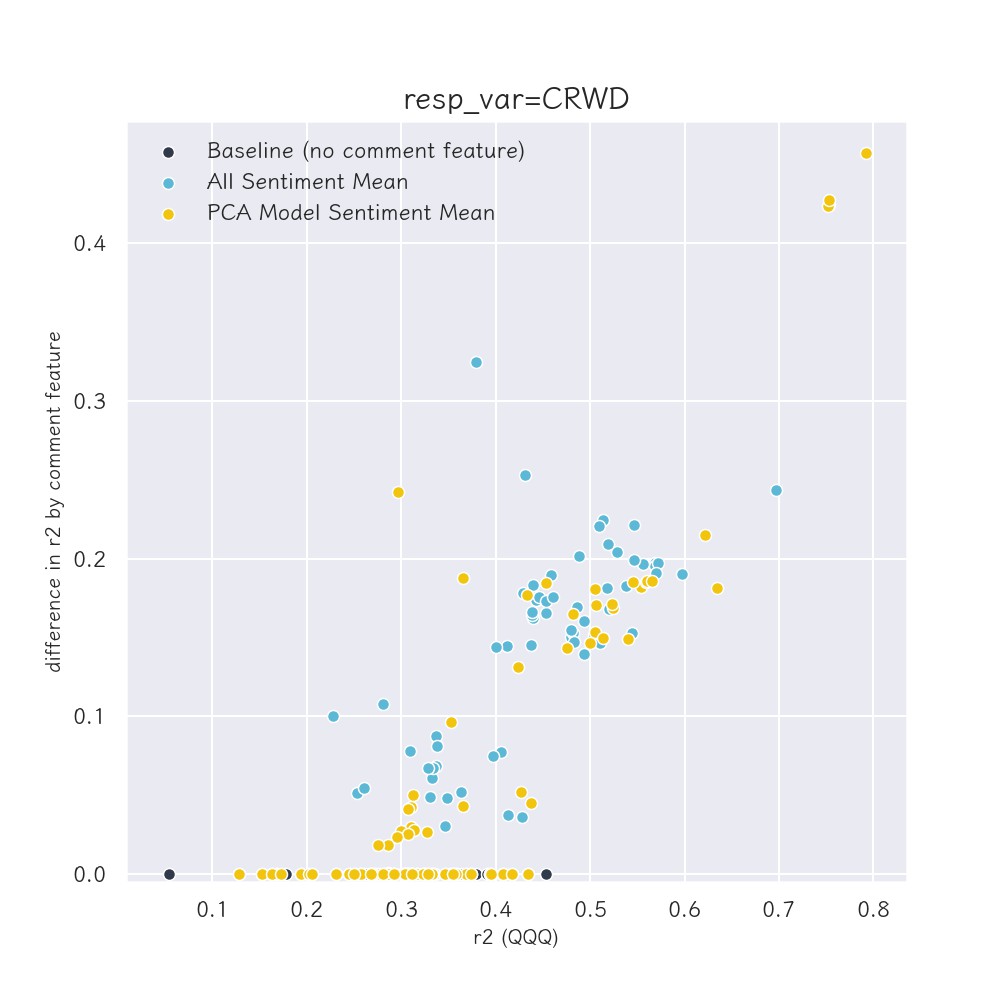 resp_var=CRWD
Baseline (no comment feature)
All Sentiment Mean
PCA Model Sentiment Mean
difference in r2 by comment feature
0.4
0.3
0.2
0.1
0.0
0.1 0.2 0.3 0.4 0.5 0.6 0.7 0.8
r2 (QQQ)